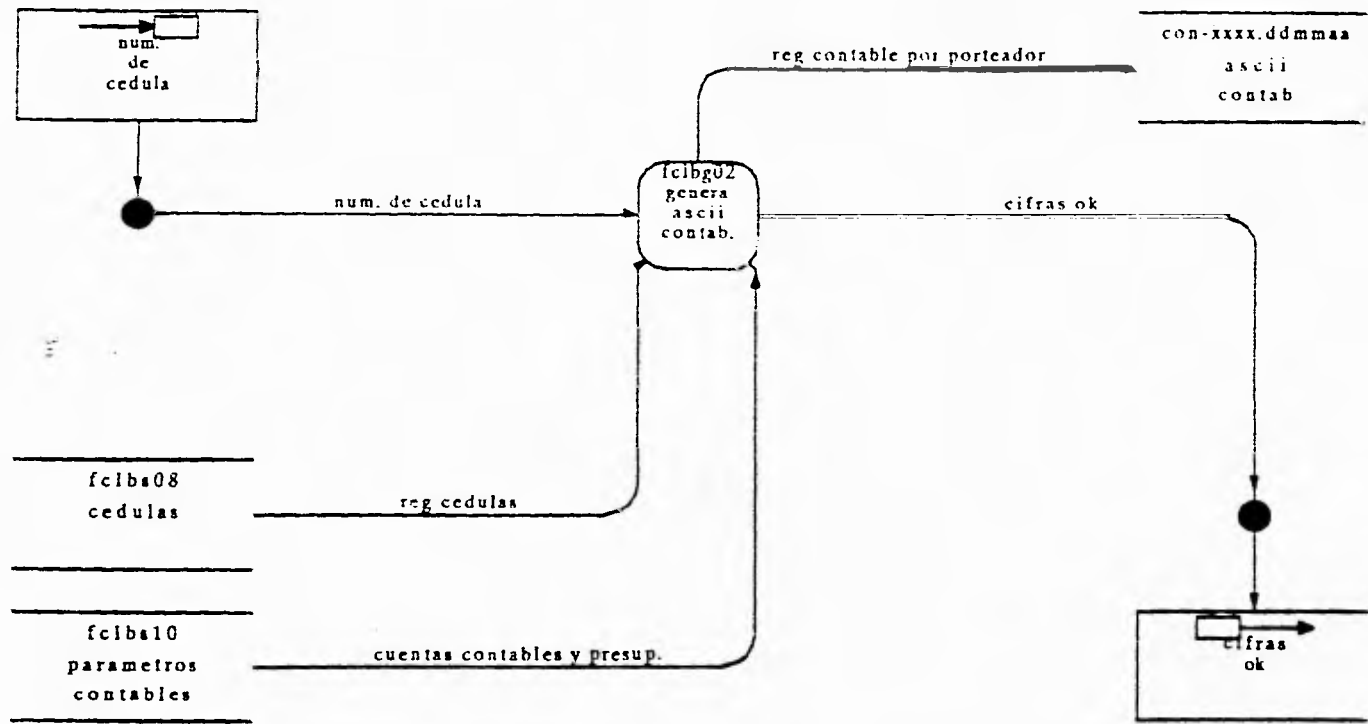 num.
de
cedula
reg contable por porteador
con-xxxx.ddmmaa
ascii
contab
num. de cedula
fclbg02
genera
ascii
contab.
cifras ok
fclbs08
cedulas
reg cedulas
fclbs10
parametros
contables
cuentas contables y presup.
cifras
ok